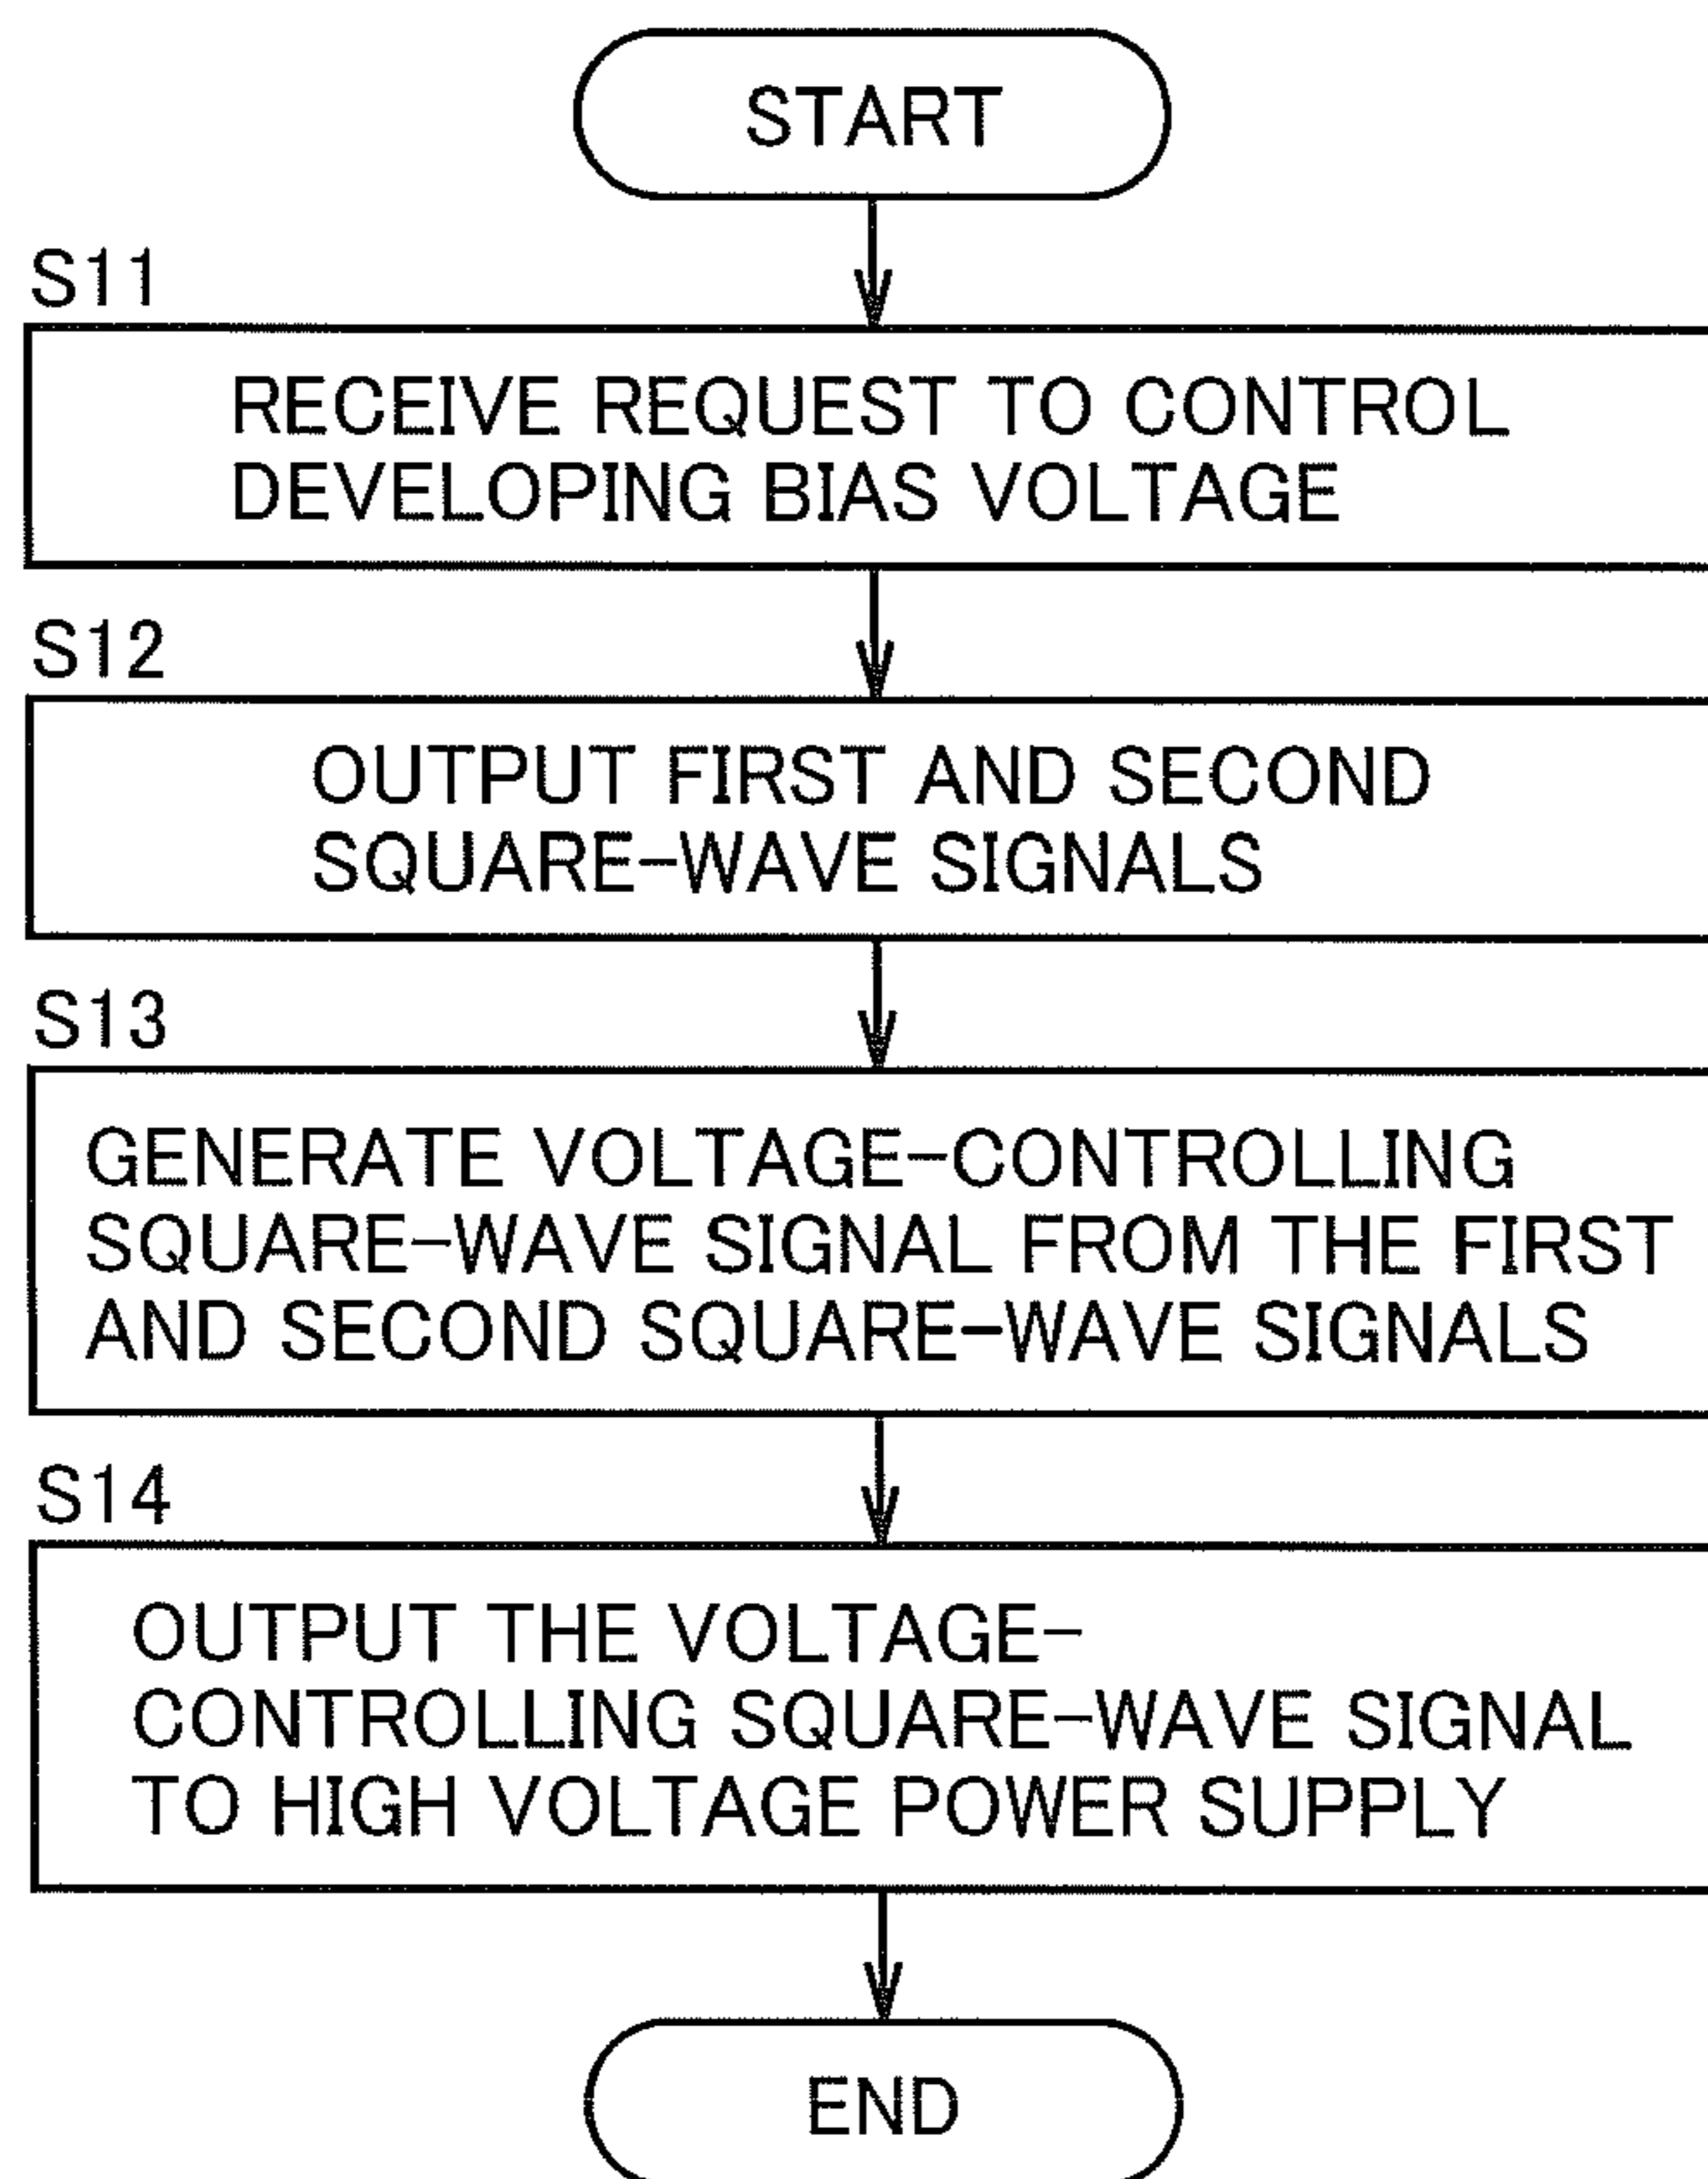 START
S11
RECEIVE REQUEST TO CONTROL
DEVELOPING BIAS VOLTAGE
S12
OUTPUT FIRST AND SECOND
SQUARE-WAVE SIGNALS
S13
GENERATE VOLTAGE-CONTROLLING
SQUARE-WAVE SIGNAL FROM THE FIRST
AND SECOND SQUARE-WAVE SIGNALS
S14
OUTPUT THE VOLTAGE-
CONTROLLING SQUARE-WAVE SIGNAL
TO HIGH VOLTAGE POWER SUPPLY
END